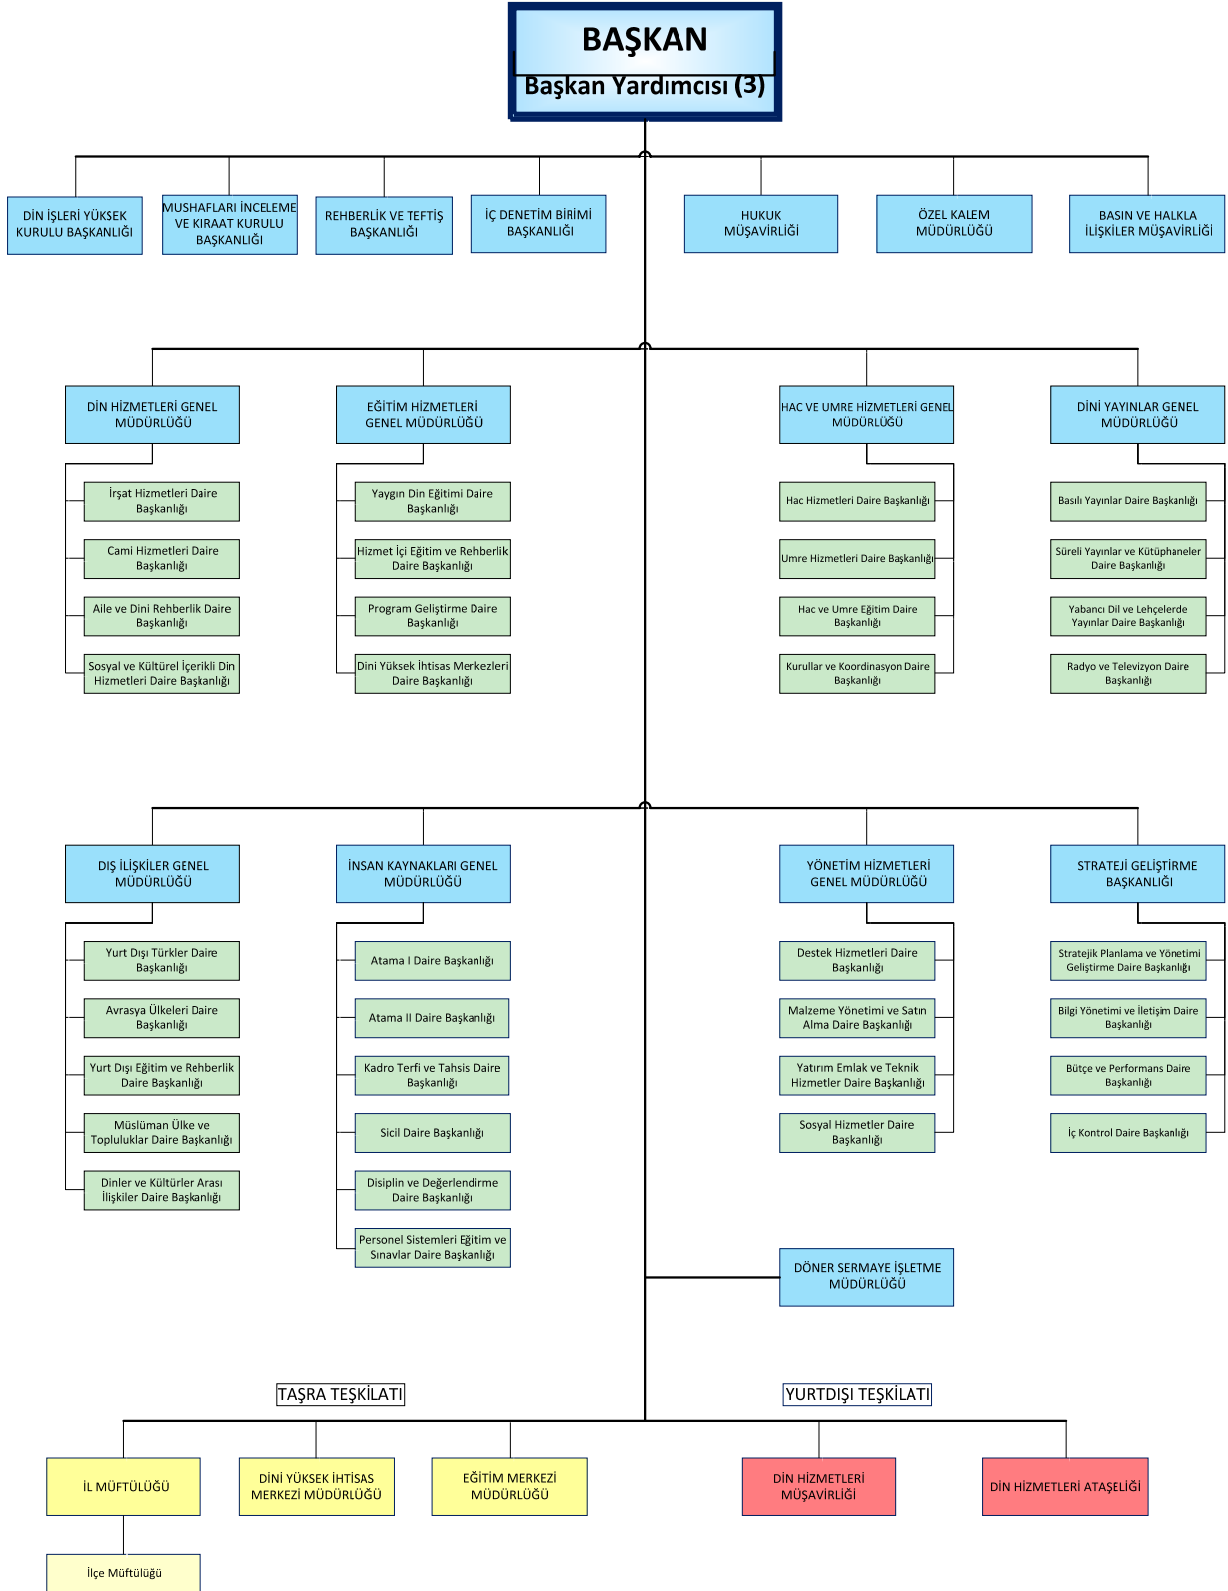 BAŞKAN
Başkan Yardımcısı (3)
DİN İŞLERİ YÜKSEK
KURULU BAŞKANLIĞI
MUSHAFLARI İNCELEME
VE KIRAAT KURULU
BAŞKANLIĞI
REHBERLİK VE TEFTİŞ
BAŞKANLIĞI
İÇ DENETİM BİRİMİ
BAŞKANLIĞI
HUKUK
MÜŞAVİRLİĞİ
ÖZEL KALEM
MÜDÜRLÜĞÜ
BASIN VE HALKLA
İLİŞKİLER MÜŞAVİRLİĞİ
DİN HİZMETLERİ GENEL
MÜDÜRLÜĞÜ
İrşat Hizmetleri Daire
Başkanlığı
Cami Hizmetleri Daire
Başkanlığı
Aile ve Dini Rehberlik Daire
Başkanlığı
Sosyal ve Kültürel İçerikli Din
Hizmetleri Daire Başkanlığı
EĞİTİM HİZMETLERİ
GENEL MÜDÜRLÜĞÜ
Yaygın Din Eğitimi Daire
Başkanlığı
Hizmet İçi Eğitim ve Rehberlik
Daire Başkanlığı
Program Geliştirme Daire
Başkanlığı
Dini Yüksek İhtisas Merkezleri
Daire Başkanlığı
HAC VE UMRE HİZMETLERİ GENEL
MÜDÜRLÜĞÜ
Hac Hizmetleri Daire Başkanlığı
Umre Hizmetleri Daire Başkanlığı
Hac ve Umre Eğitim Daire
Başkanlığı
Kurullar ve Koordinasyon Daire
Başkanlığı
DİNİ YAYINLAR GENEL
MÜDÜRLÜĞÜ
Basılı Yayınlar Daire Başkanlığı
Süreli Yayınlar ve Kütüphaneler
Daire Başkanlığı
Yabancı Dil ve Lehçelerde
Yayınlar Daire Başkanlığı
Radyo ve Televizyon Daire
Başkanlığı
DIŞ İLİŞKİLER GENEL
MÜDÜRLÜĞÜ
Yurt Dışı Türkler Daire
Başkanlığı
Avrasya Ülkeleri Daire
Başkanlığı
Yurt Dışı Eğitim ve Rehberlik
Daire Başkanlığı
Müslüman Ülke ve
Topluluklar Daire Başkanlığı
Dinler ve Kültürler Arası
İlişkiler Daire Başkanlığı
İNSAN KAYNAKLARI GENEL
MÜDÜRLÜĞÜ
Atama I Daire Başkanlığı
Atama II Daire Başkanlığı
Kadro Terfi ve Tahsis Daire
Başkanlığı
Sicil Daire Başkanlığı
Disiplin ve Değerlendirme
Daire Başkanlığı
Personel Sistemleri Eğitim ve
Sınavlar Daire Başkanlığı
YÖNETİM HİZMETLERİ
GENEL MÜDÜRLÜĞÜ
Destek Hizmetleri Daire
Başkanlığı
Malzeme Yönetimi ve Satın
Alma Daire Başkanlığı
Yatırım Emlak ve Teknik
Hizmetler Daire Başkanlığı
Sosyal Hizmetler Daire
Başkanlığı
STRATEJİ GELİŞTİRME
BAŞKANLIĞI
Stratejik Planlama ve Yönetimi
Geliştirme Daire Başkanlığı
Bilgi Yönetimi ve İletişim Daire
Başkanlığı
Bütçe ve Performans Daire
Başkanlığı
İç Kontrol Daire Başkanlığı
DÖNER SERMAYE İŞLETME
MÜDÜRLÜĞÜ
TAŞRA TEŞKİLATI
YURTDIŞI TEŞKİLATI
İL MÜFTÜLÜĞÜ
DİNİ YÜKSEK İHTİSAS
MERKEZİ MÜDÜRLÜĞÜ
EĞİTİM MERKEZİ
MÜDÜRLÜĞÜ
DİN HİZMETLERİ
MÜŞAVİRLİĞİ
DİN HİZMETLERİ ATAŞELİĞİ
İlçe Müftülüğü